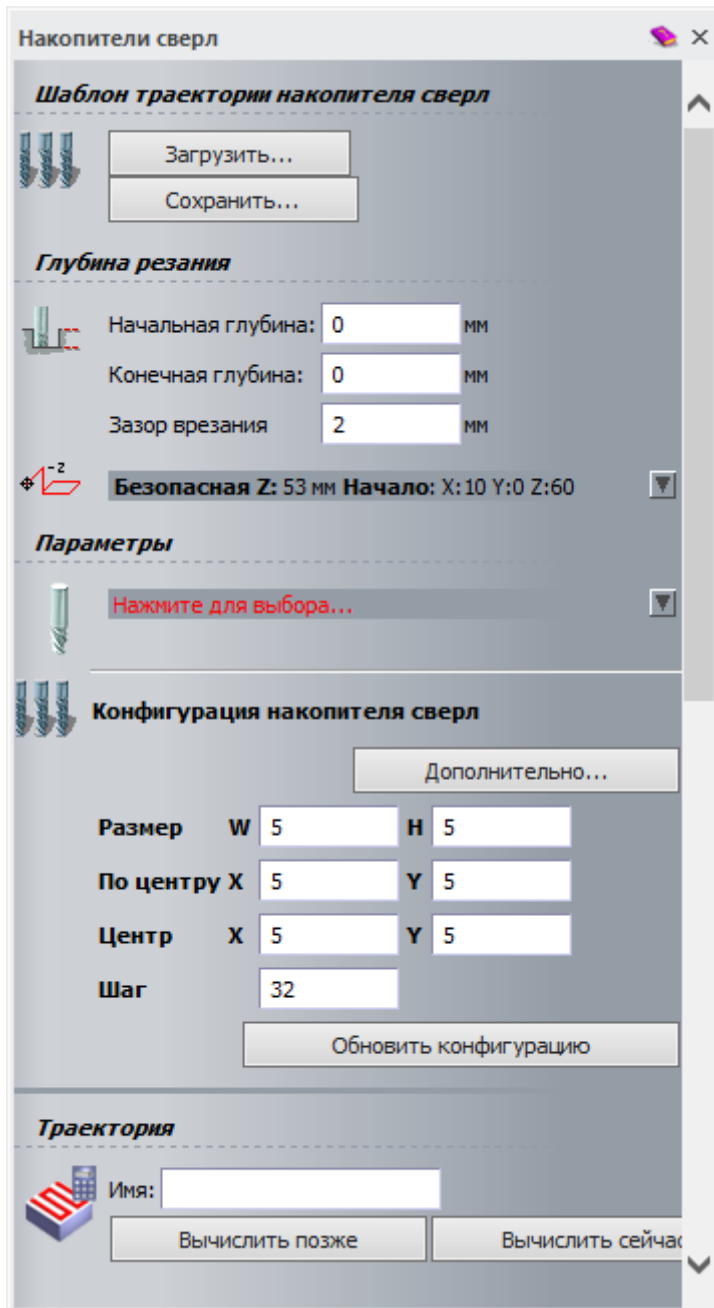 Накопители сверл
Шаблон траектории накопителя сверл
Загрузить...
Сохранить...
Глубина резания
Начальная глубина: 0 мм
Конечная глубина: 0 мм
Зазор врезания 2 мм
-Z
Безопасная Z: 53 мм Начало: X:10 Y:0 Z:60
Параметры
Нажмите для выбора...
Конфигурация накопителя сверл
Дополнительно...
Размер W 5 H 5
По центру X 5 Y 5
Центр X 5 Y 5
Шаг 32
Обновить конфигурацию
Траектория
Имя:
Вычислить позже Вычислить сейчас